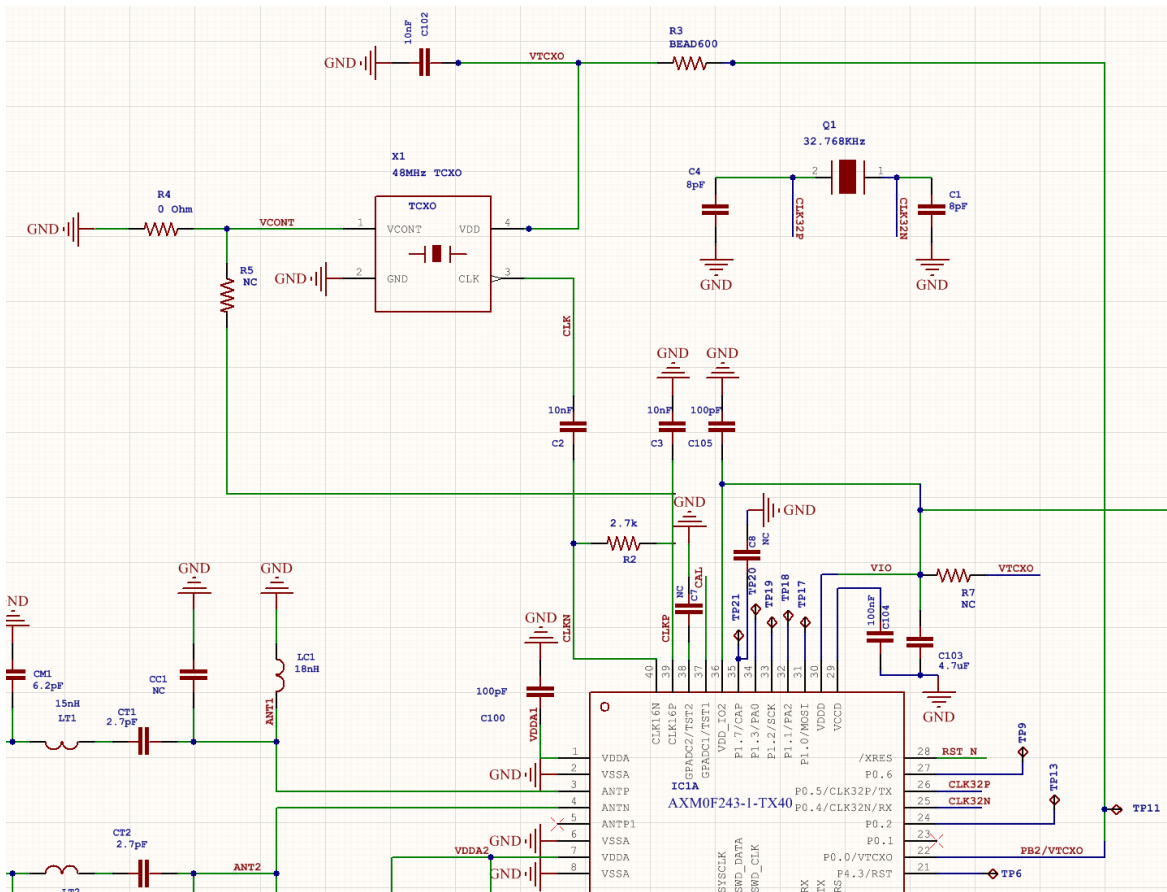 10nF
C102
GND
VTCXO
R3
BEAD600
Q1
32.768KHz
X1
48MHz TCXO
C4
8pF
2
1
C1
8pF
R4
0 Ohm
TCXO
CLK32P
CLK32N
GND
VCONT
1
VCONT
VDD
4
R5
NC
GND
2
GND
CLK
3
GND
GND
CLK
GND
GND
10nF
10nF
100pF
C2
C3
C105
GND
GND
2.7k
R2
C8
NC
GND
GND
VIO
VTCXO
R7
NC
ND
NC
C7
CAL
TP21
TP20
TP19
TP18
TP17
100nF
C104
GND
CLKN
CLKP
C103
4.7uF
CM1
6.2pF
CC1
NC
LC1
18nH
15nH
LT1
CT1
2.7pF
ANT1
100pF
C100
VDDA1
40
39
38
37
36
35
34
33
32
31
30
29
GND
CLK16N
CLK16P
GPADC2/TST2
GPADC1/TST1
VDD_IO2
P1.7/CAP
P1.3/PA0
P1.2/SCK
P1.1/PA2
P1.0/MOSI
VDDD
VCCD
TP9
1
VDDA
/XRES
28
RST N
GND
2
VSSA
P0.6
27
TP13
3
ANTP
IC1A
P0.5/CLK32P/TX
26
CLK32P
4
ANTN
AXM0F243-1-TX40
P0.4/CLK32N/RX
25
CLK32N
TP11
5
ANTP1
P0.2
24
CT2
2.7pF
GND
6
VSSA
P0.1
23
VDDA2
7
VDDA
P0.0/VTCXO
22
PB2/VTCXO
ANT2
GND
8
VSSA
P4.3/RST
21
TP6
SYSCLK
SWD_DATA
SWD_CLK
RX
TX